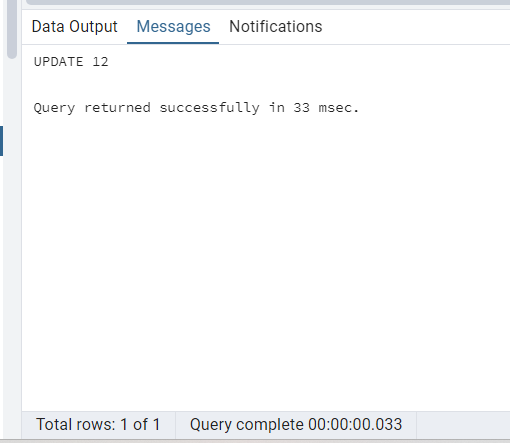 Data Output Messages Notifications
UPDATE 12
Query returned successfully in 33 msec.
Total rows: 1 of 1 Query complete 00:00:00.033